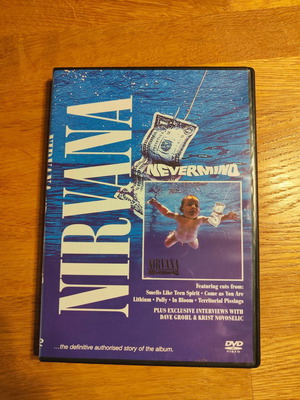 NIRVANA
NEVERMIND
NIRVANA
Featuring cuts from:
Smells Like Teen Spirit • Come as You Are
Lithium • Polly • In Bloom • Territorial Pissings
PLUS EXCLUSIVE INTERVIEWS WITH
DAVE GROHL & KRIST NOVOSELIC
...the definitive authorised story of the album.
DVD
VIDEO